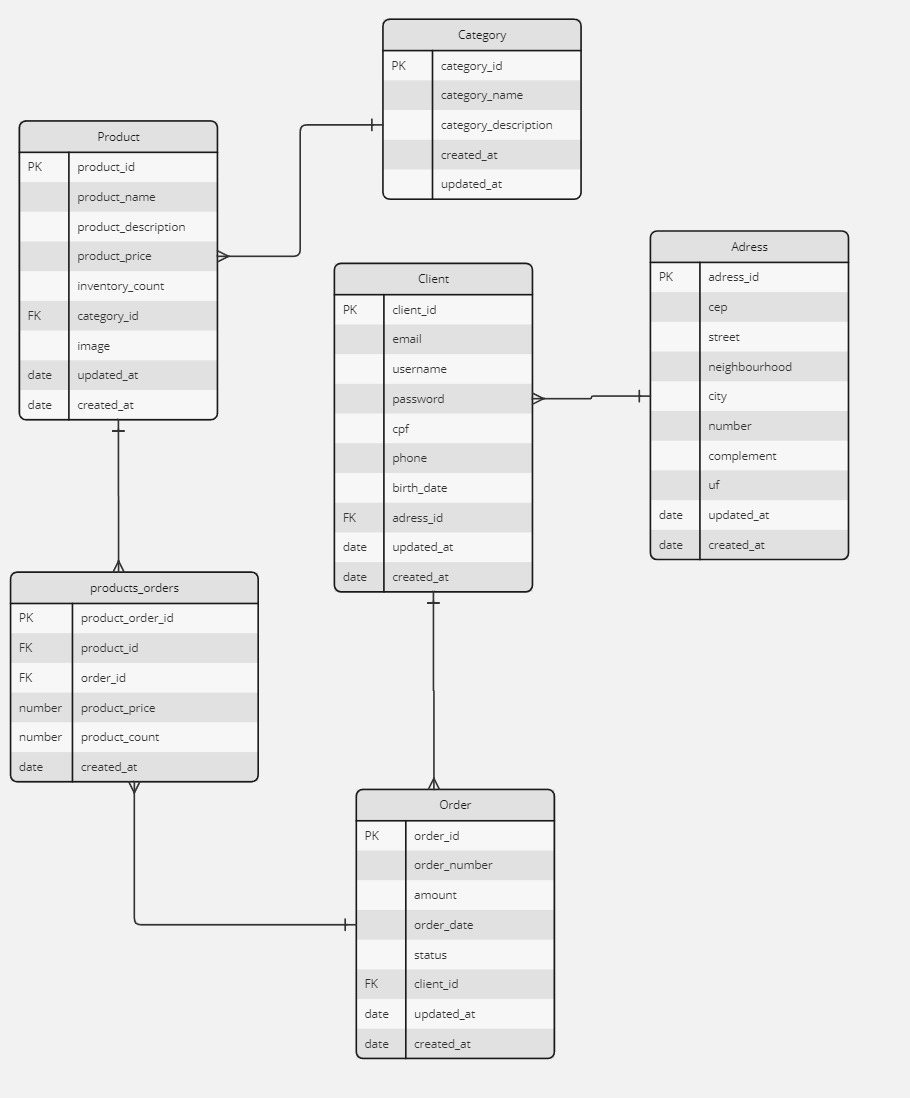 Category
PK category_id
category_name
category_description
created_at
updated_at
Product
PK product_id
product_name
product_description
product_price
inventory_count
FK category_id
image
date updated_at
date created_at
Client
PK client_id
email
username
password
cpf
phone
birth_date
FK adress_id
date updated_at
date created_at
Adress
PK adress_id
cep
street
neighbourhood
city
number
complement
uf
date updated_at
date created_at
products_orders
PK product_order_id
FK product_id
FK order_id
number product_price
number product_count
date created_at
Order
PK order_id
order_number
amount
order_date
status
FK client_id
date updated_at
date created_at